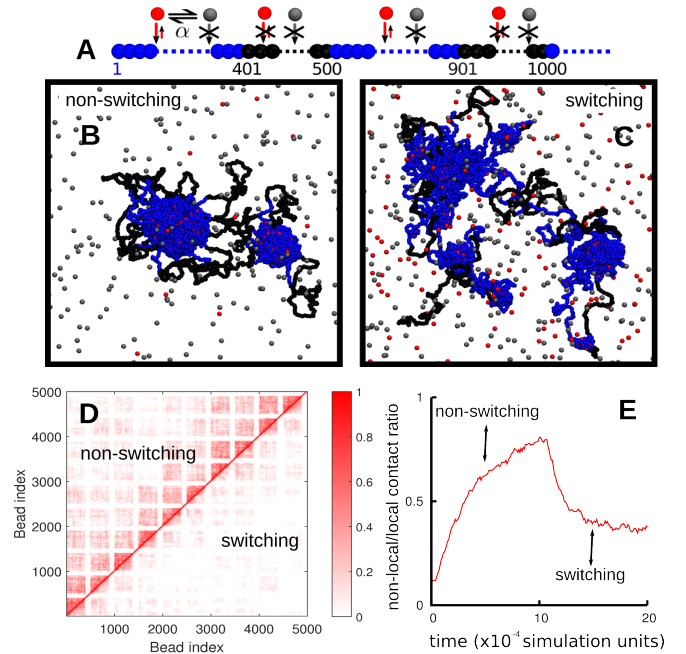 α
A
1 401 500 901 1000
non-switching
B
switching
C
D
non-switching
switching
5000
4000
3000
2000
1000
Bead index
1000 2000 3000 4000 5000
Bead index
1
0.8
0.6
0.4
0.2
0
E
non-switching
switching
1
0.5
0
non-local/local contact ratio
0 10 20
time (x10⁻⁴ simulation units)